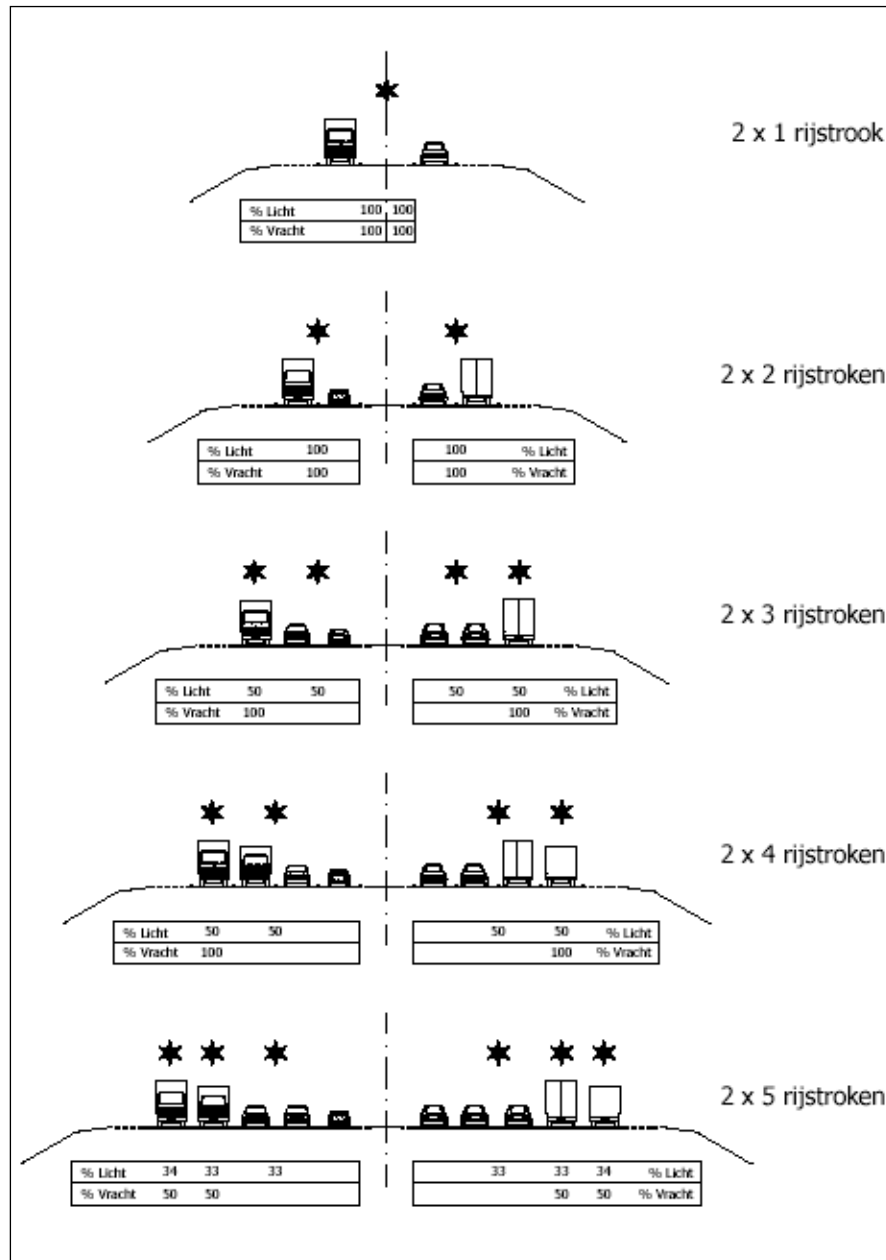 2 x 1 rijstrook
% Licht 100 100
% Vracht 100 100
2 x 2 rijstroken
% Licht 100 100 % Licht
% Vracht 100 100 % Vracht
2 x 3 rijstroken
% Licht 50 50 50 50 % Licht
% Vracht 100 100 % Vracht
2 x 4 rijstroken
% Licht 50 50 50 50 % Licht
% Vracht 100 100 % Vracht
2 x 5 rijstroken
% Licht 34 33 33 33 33 34 % Licht
% Vracht 50 50 50 50 % Vracht